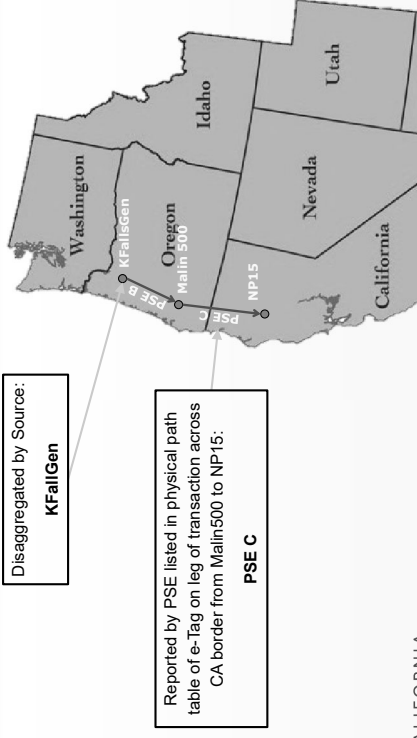 Disaggregated by Source:
KFallGen
Reported by PSE listed in physical path
table of e-Tag on leg of transaction across
CA border from Malin500 to NP15:
PSE C
Washington
KFallsGen
Oregon
PSE B
Malin 500
PSE C
NP15
Idaho
Nevada
Utah
California